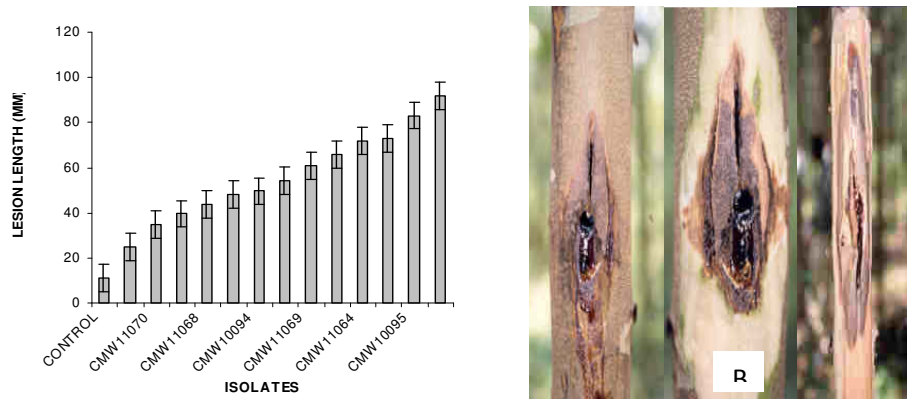 120
100
80
60
40
20
0
LESION LENGTH (MM)
CONTROL
CMW11070
CMW11068
CMW10094
CMW11069
CMW11064
CMW10095
ISOLATES